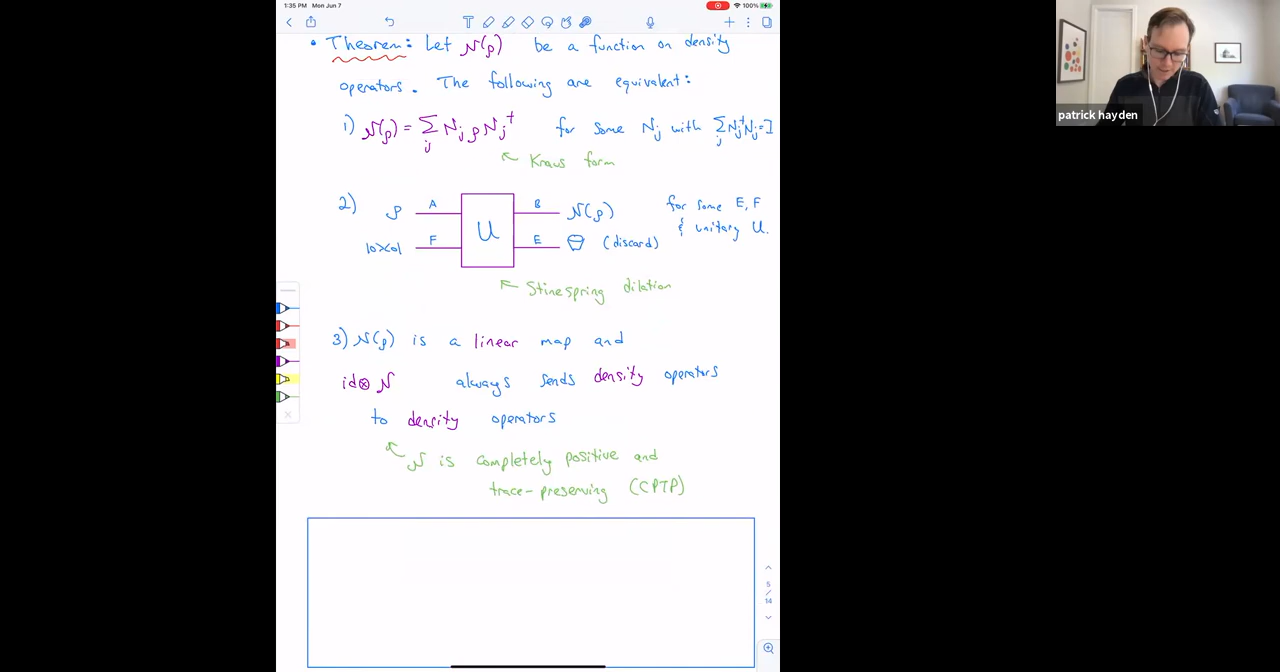 1:35 PM Mon Jun 7
100%
• Theorem: Let N(ρ) be a function on density
operators. The following are equivalent:
1) N(ρ) = Σ_j N_j ρ N_j† for some N_j with Σ_j N_j†N_j = I
Kraus form
2) ρ A U B N(ρ) for some E, F
& unitary U.
|0><0| F E (discard)
Stinespring dilation
3) N(ρ) is a linear map and
id⊗N always sends density operators
to density operators
N is completely positive and
trace-preserving (CPTP)
5
/
14
patrick hayden